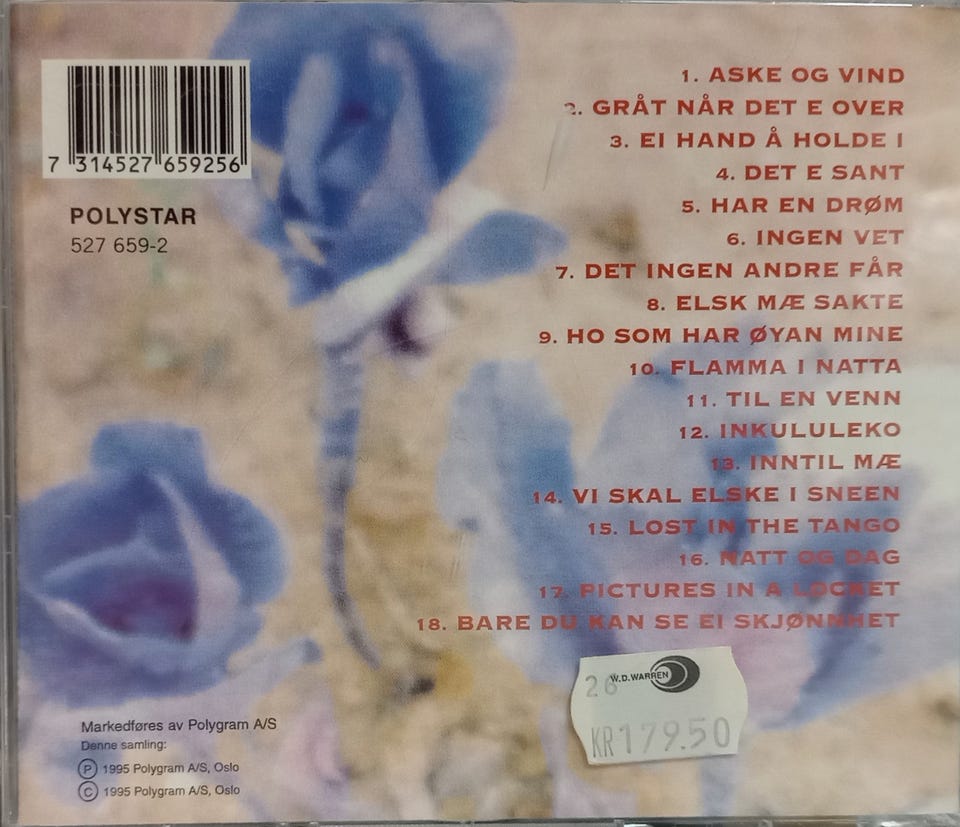 7 314527 659256
POLYSTAR
527 659-2
1. ASKE OG VIND
2. GRÅT NÅR DET E OVER
3. EI HAND Å HOLDE I
4. DET E SANT
5. HAR EN DRØM
6. INGEN VET
7. DET INGEN ANDRE FÅR
8. ELSK MÆ SAKTE
9. HO SOM HAR ØYAN MINE
10. FLAMMA I NATTA
11. TIL EN VENN
12. INKULULEKO
13. INNTIL MÆ
14. VI SKAL ELSKE I SNEEN
15. LOST IN THE TANGO
16. NATT OG DAG
17. PICTURES IN A LOCKET
18. BARE DU KAN SE EI SKJØNNHET
26 W.D.WARREN
KR179.50
Markedføres av Polygram A/S
Denne samling:
Ⓟ 1995 Polygram A/S, Oslo
© 1995 Polygram A/S, Oslo